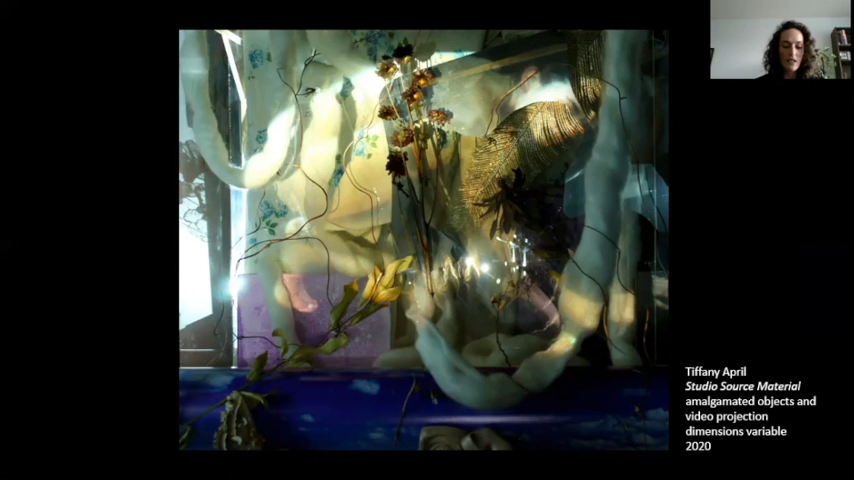 Tiffany April
Studio Source Material
amalgamated objects and
video projection
dimensions variable
2020